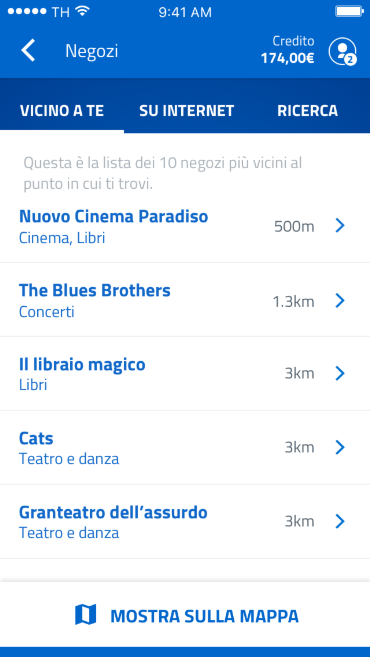 TH 9:41 AM
Negozi
Credito
174,00€
2
VICINO A TE SU INTERNET RICERCA
Questa è la lista dei 10 negozi più vicini al
punto in cui ti trovi.
Nuovo Cinema Paradiso
Cinema, Libri
500m
The Blues Brothers
Concerti
1.3km
Il libraio magico
Libri
3km
Cats
Teatro e danza
3km
Granteatro dell’assurdo
Teatro e danza
3km
MOSTRA SULLA MAPPA